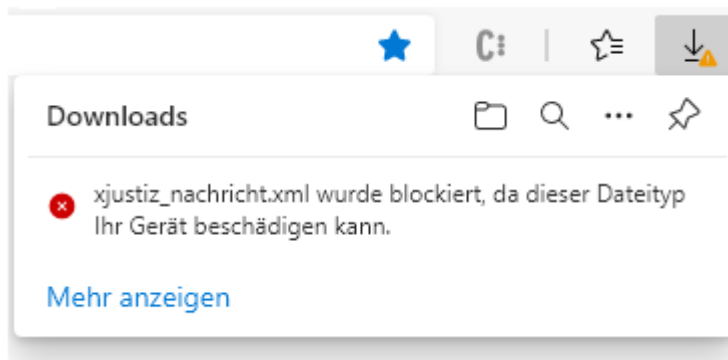 Downloads
xjustiz_nachricht.xml wurde blockiert, da dieser Dateityp
Ihr Gerät beschädigen kann.
Mehr anzeigen